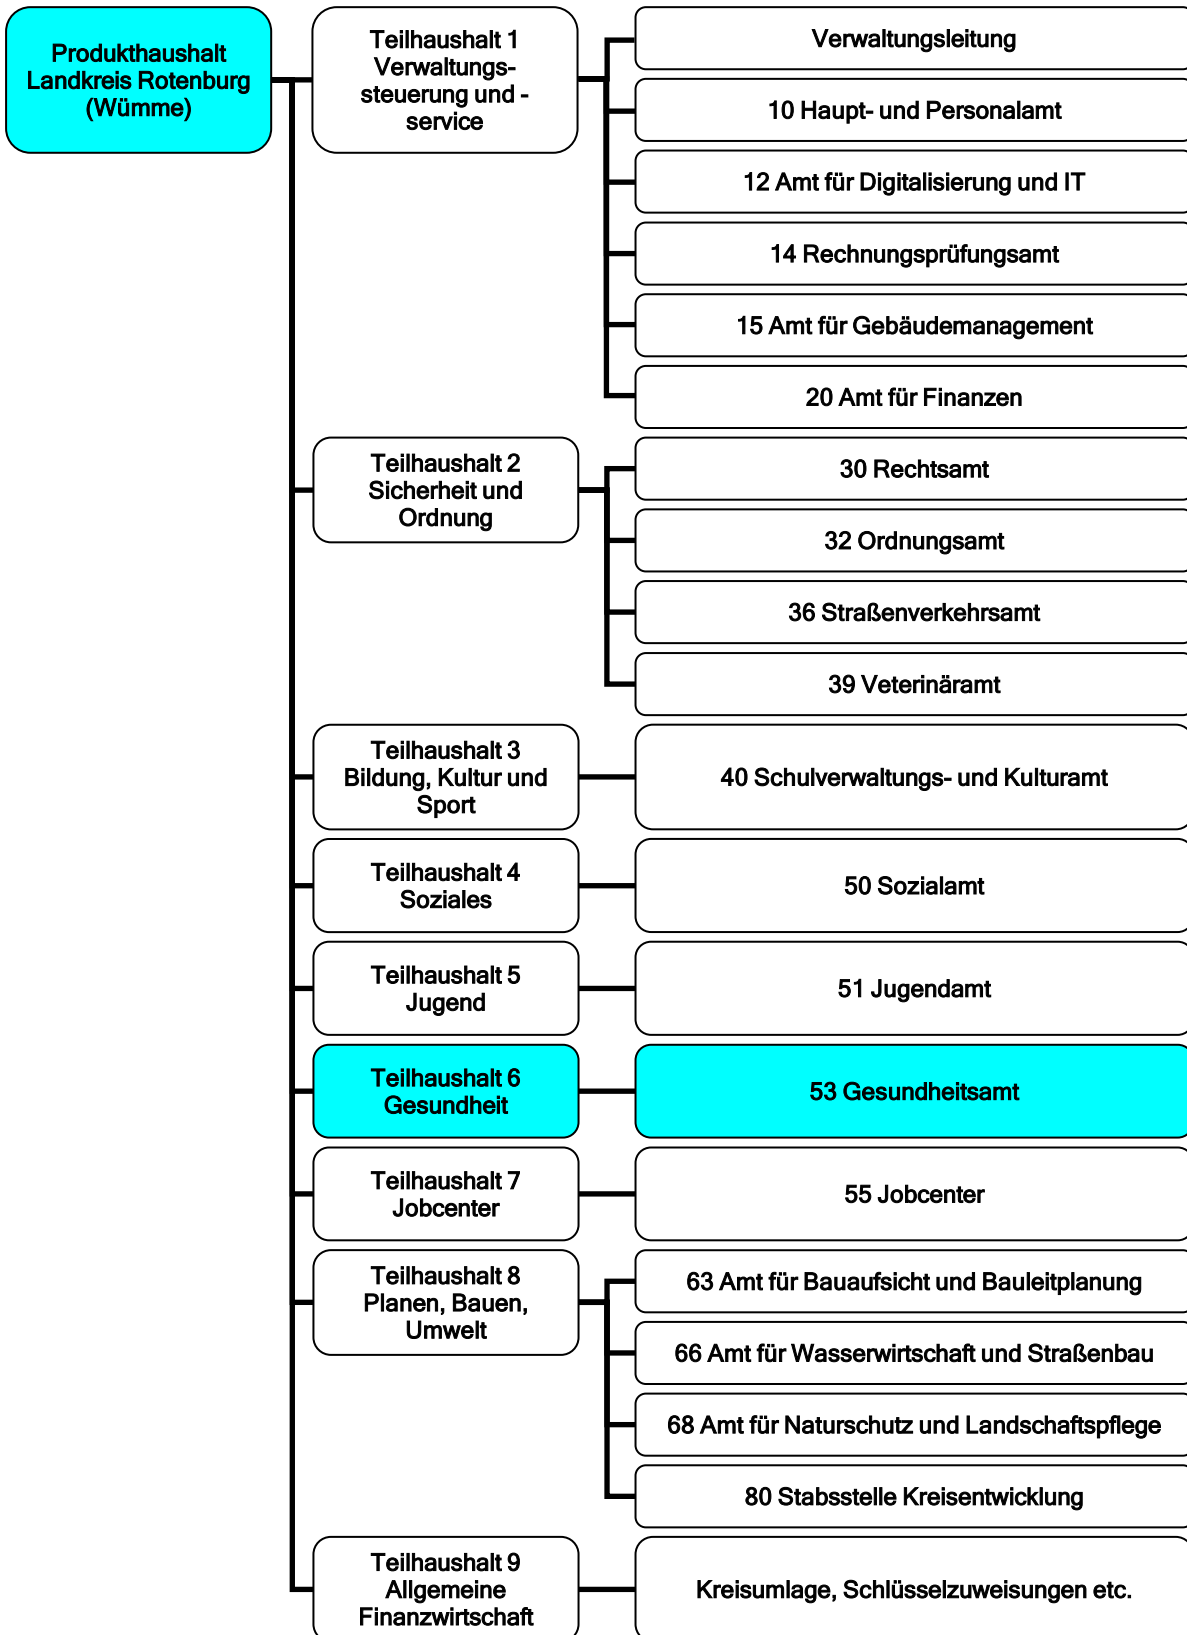 Produkthaushalt
Landkreis Rotenburg
(Wümme)
Teilhaushalt 1
Verwaltungs-
steuerung und -
service
Verwaltungsleitung
10 Haupt- und Personalamt
12 Amt für Digitalisierung und IT
14 Rechnungsprüfungsamt
15 Amt für Gebäudemanagement
20 Amt für Finanzen
Teilhaushalt 2
Sicherheit und
Ordnung
30 Rechtsamt
32 Ordnungsamt
36 Straßenverkehrsamt
39 Veterinäramt
Teilhaushalt 3
Bildung, Kultur und
Sport
40 Schulverwaltungs- und Kulturamt
Teilhaushalt 4
Soziales
50 Sozialamt
Teilhaushalt 5
Jugend
51 Jugendamt
Teilhaushalt 6
Gesundheit
53 Gesundheitsamt
Teilhaushalt 7
Jobcenter
55 Jobcenter
Teilhaushalt 8
Planen, Bauen,
Umwelt
63 Amt für Bauaufsicht und Bauleitplanung
66 Amt für Wasserwirtschaft und Straßenbau
68 Amt für Naturschutz und Landschaftspflege
80 Stabsstelle Kreisentwicklung
Teilhaushalt 9
Allgemeine
Finanzwirtschaft
Kreisumlage, Schlüsselzuweisungen etc.